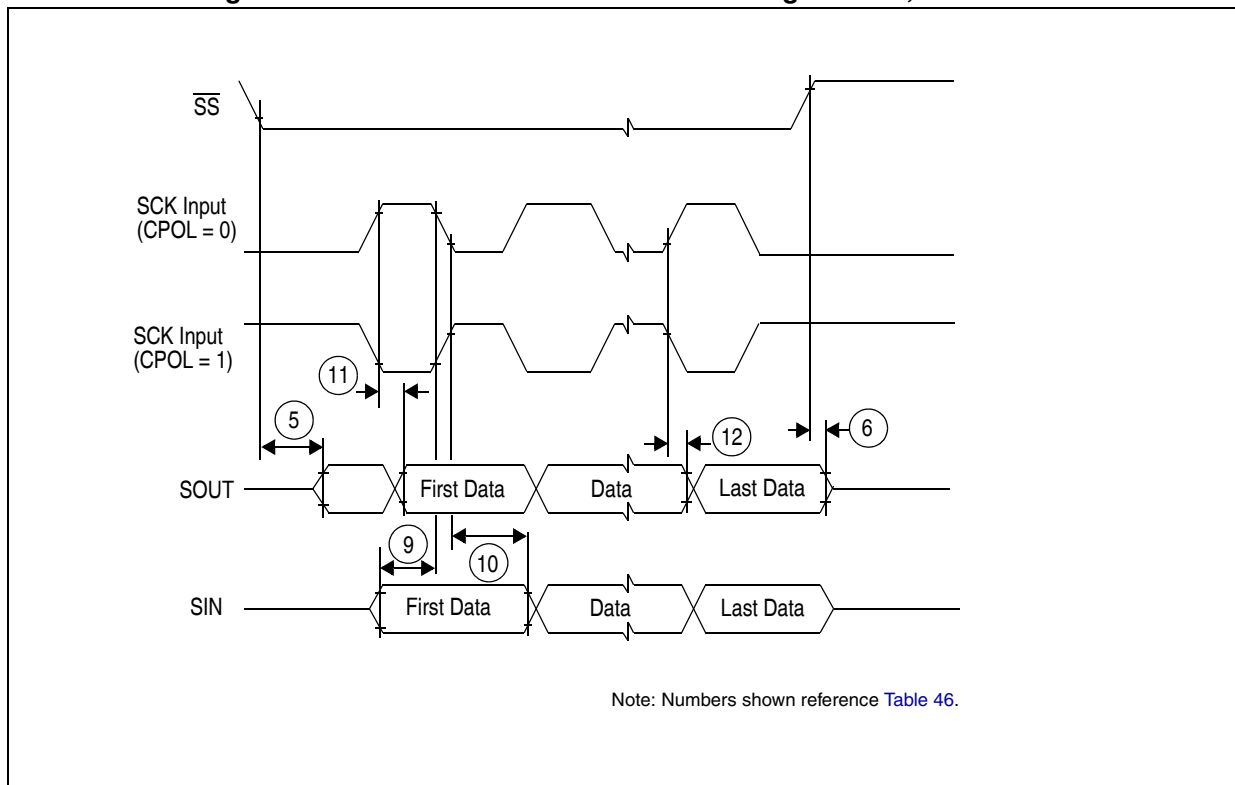 SS
SCK Input
(CPOL = 0)
SCK Input
(CPOL = 1)
11
5
12
6
SOUT
First Data
Data
Last Data
9
10
SIN
First Data
Data
Last Data
Note: Numbers shown reference Table 46.